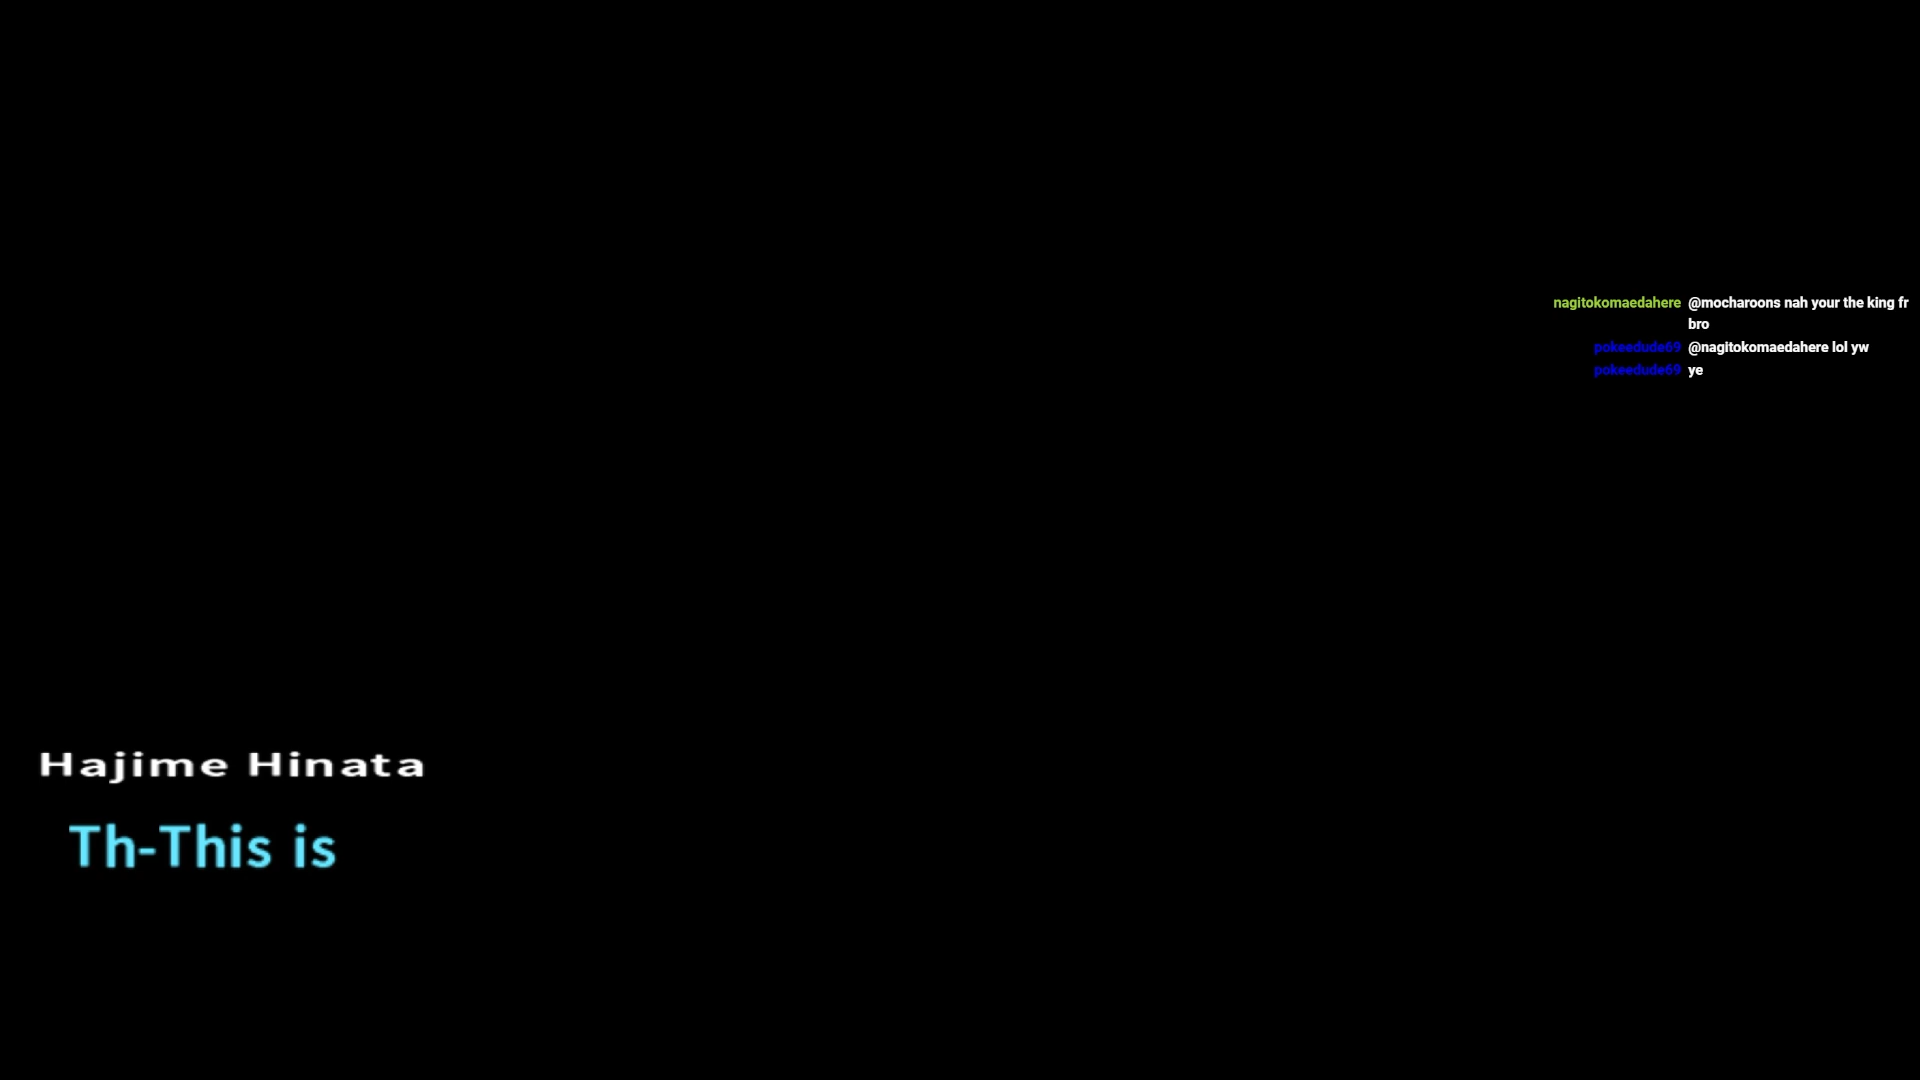 nagitokomaedahere @mocharoons nah your the king fr
bro
pokeedude69 @nagitokomaedahere lol yw
pokeedude69 ye
Hajime Hinata
Th-This is